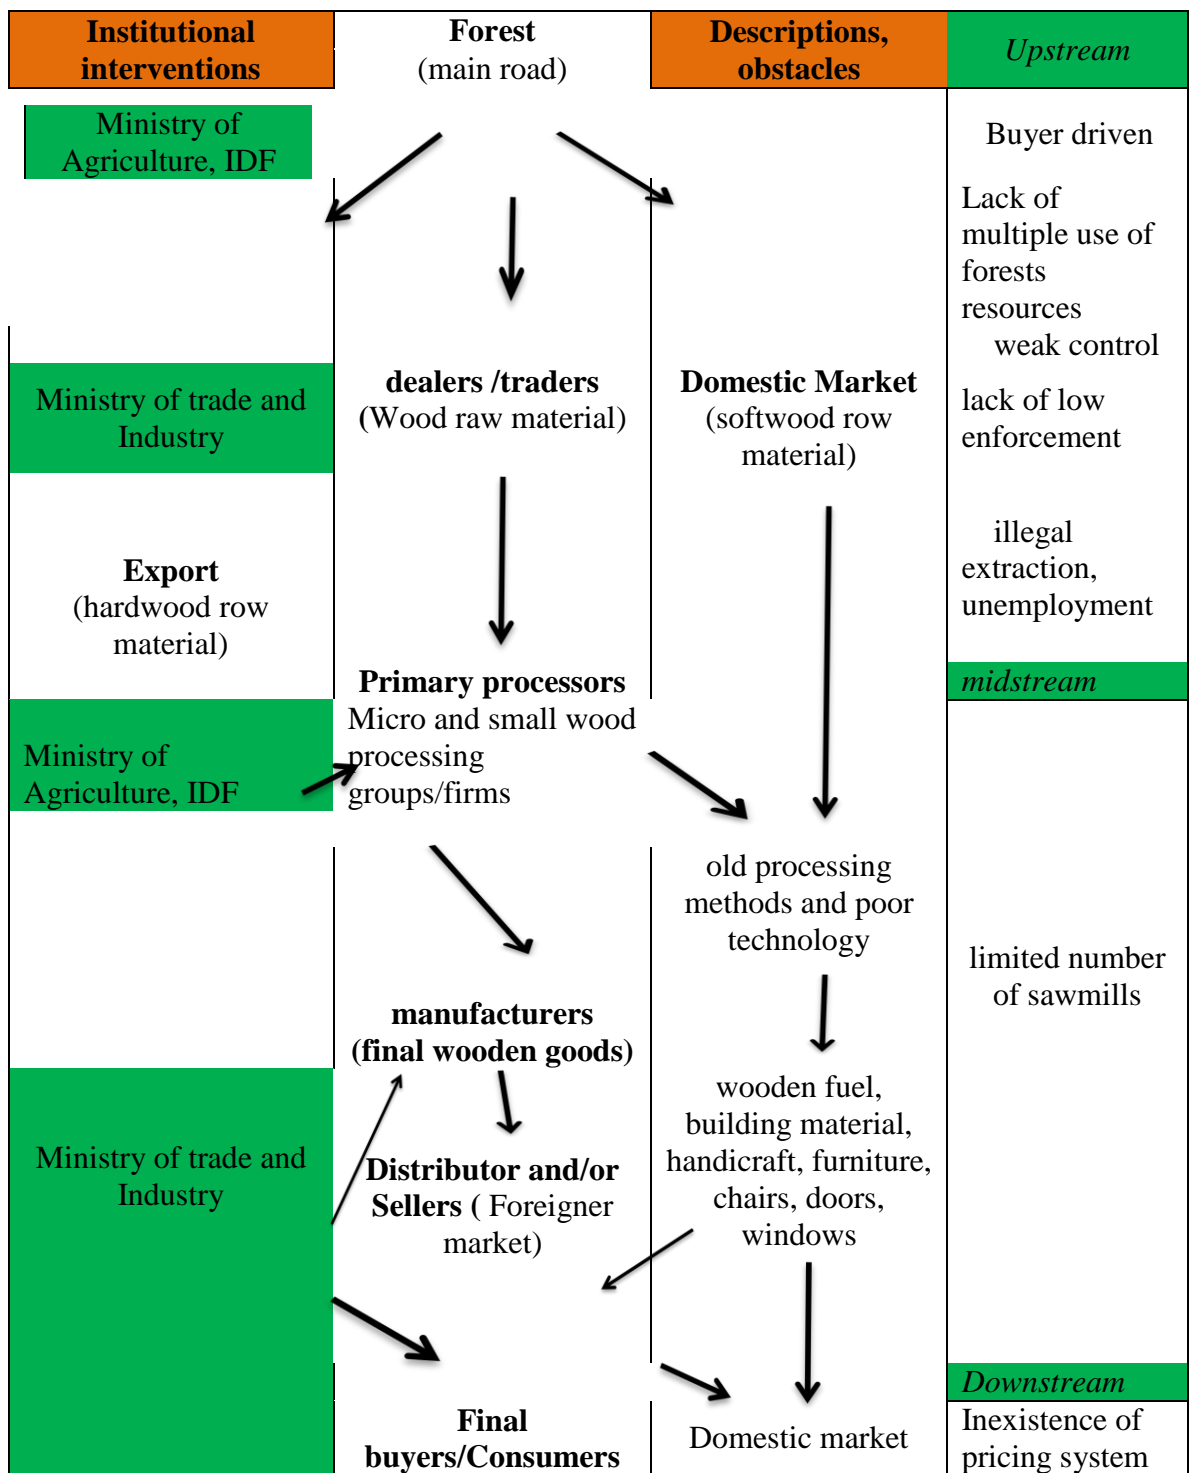 Institutional
interventions
Forest
(main road)
Descriptions,
obstacles
Upstream
Ministry of
Agriculture, IDF
Buyer driven
Lack of
multiple use of
forests
resources
weak control
Ministry of trade and
Industry
dealers /traders
(Wood raw material)
Domestic Market
(softwood row
material)
lack of low
enforcement
illegal
extraction,
unemployment
Export
(hardwood row
material)
midstream
Primary processors
Micro and small wood
processing
groups/firms
Ministry of
Agriculture, IDF
old processing
methods and poor
technology
limited number
of sawmills
manufacturers
(final wooden goods)
wooden fuel,
building material,
handicraft, furniture,
chairs, doors,
windows
Ministry of trade and
Industry
Distributor and/or
Sellers ( Foreigner
market)
Downstream
Final
buyers/Consumers
Domestic market
Inexistence of
pricing system